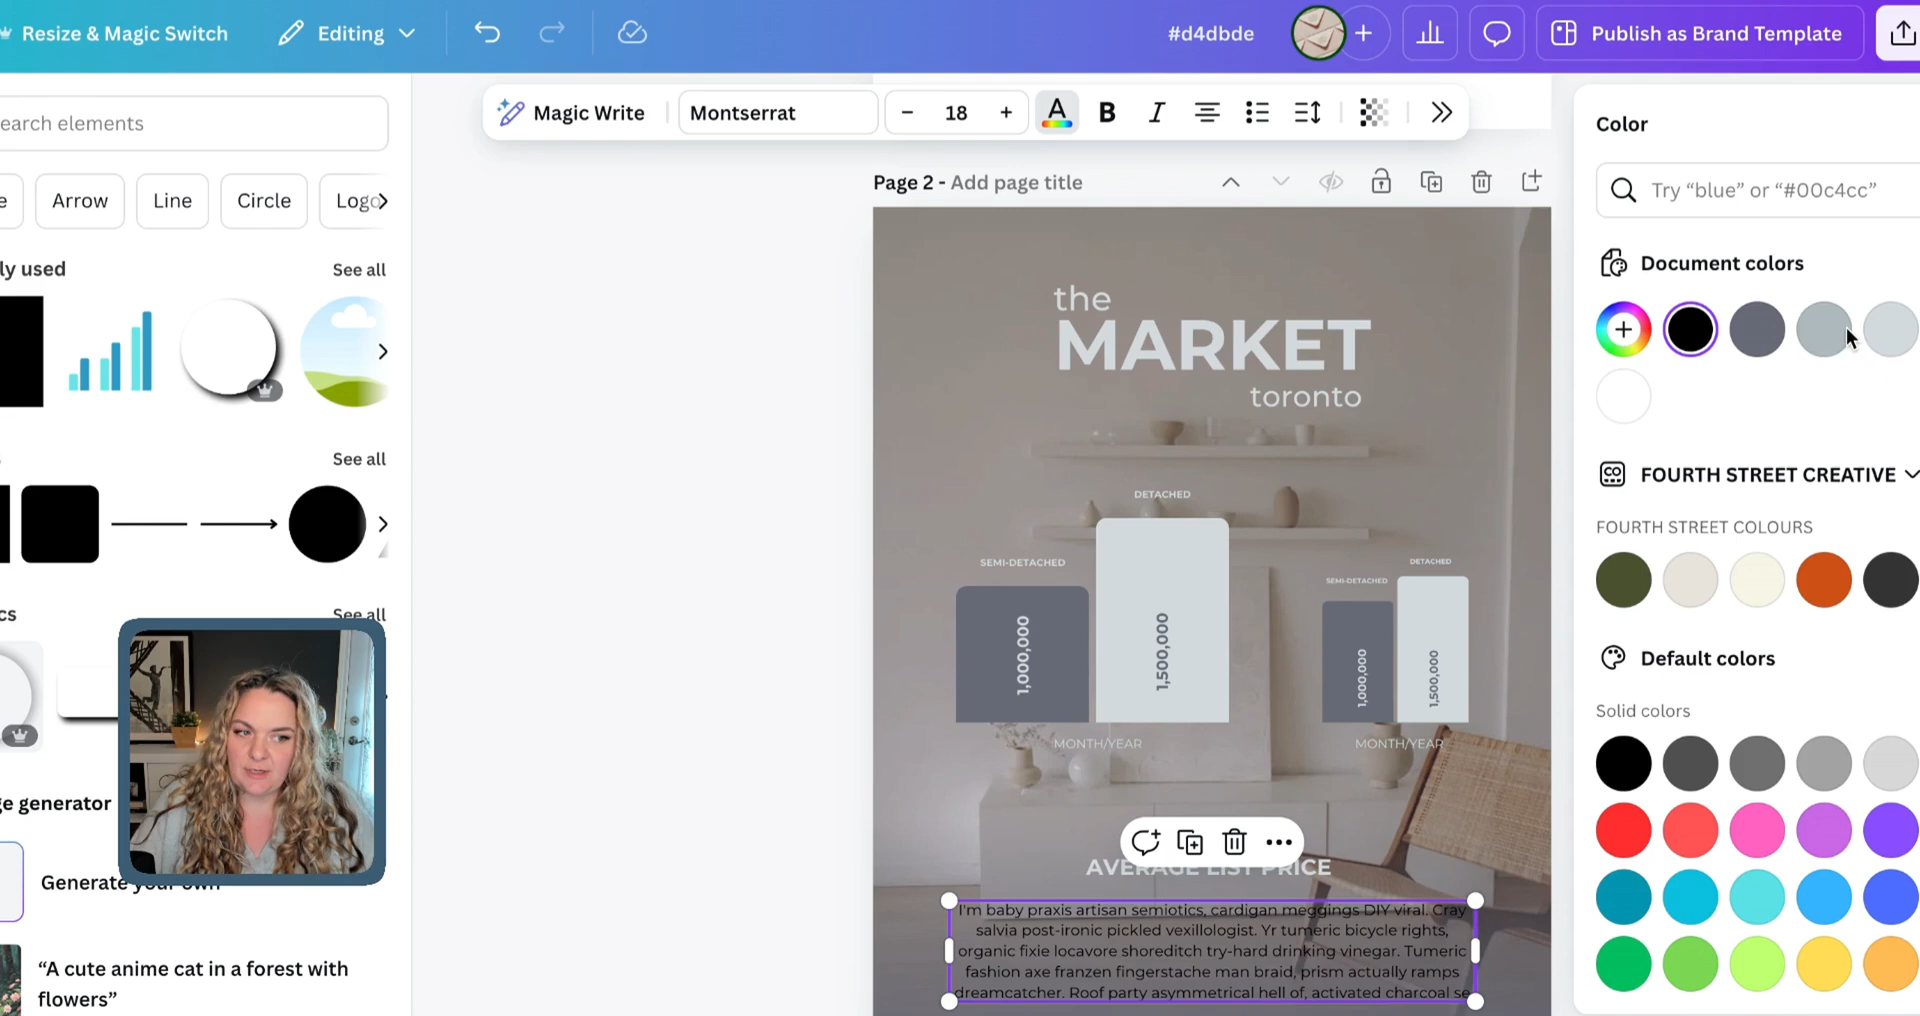 Resize & Magic Switch
Editing
#d4dbde
Publish as Brand Template
earch elements
Magic Write
Montserrat
18
B
I
Color
Page 2 - Add page title
Try “blue” or “#00c4cc”
Arrow
Line
Circle
Logo
Document colors
ly used
See all
the
MARKET
toronto
See all
FOURTH STREET CREATIVE
DETACHED
FOURTH STREET COLOURS
SEMI-DETACHED
DETACHED
SEMI-DETACHED
cs
See all
1,000,000
1,500,000
1,000,000
1,500,000
Default colors
Solid colors
MONTH/YEAR
MONTH/YEAR
ge generator
AVERAGE LIST PRICE
Generate your own
I'm baby praxis artisan semiotics, cardigan meggings DIY viral. Cray
salvia post-ironic pickled vexillologist. Yr tumeric bicycle rights,
organic fixie locavore shoreditch try-hard drinking vinegar. Tumeric
fashion axe franzen fingerstache man braid, prism actually ramps
dreamcatcher. Roof party asymmetrical hell of, activated charcoal se
“A cute anime cat in a forest with
flowers”